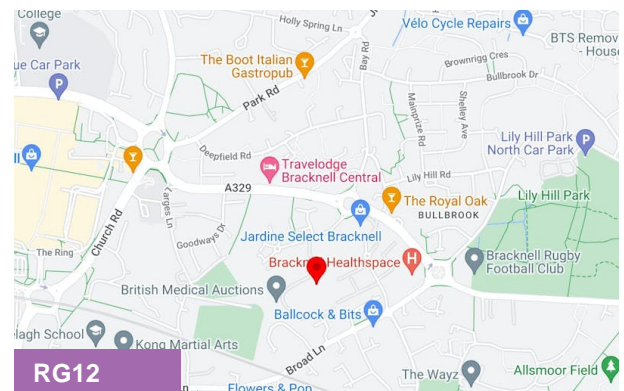 Holly Spring Ln
Vélo Cycle Repairs
College
BTS Remov
- House
The Boot Italian
Gastropub
Bay Rd
Brownrigg Cres
Bullbrook Dr
ue Car Park
Park Rd
Mainprize Rd
Shelley Ave
Lily Hill Park
North Car Park
Deepfield Rd
Travelodge
Bracknell Central
Lily Hill Rd
A329
The Royal Oak
BULLBROOK
Lily Hill Park
Larges Ln
Church Rd
Goodways Dr
Jardine Select Bracknell
The Ring
Bracknell Healthspace
Bracknell Rugby
Football Club
British Medical Auctions
Ballcock & Bits
elagh School
Kong Martial Arts
Broad Ln
RG12
The Wayz
Allsmoor Field
Flowers & Pop